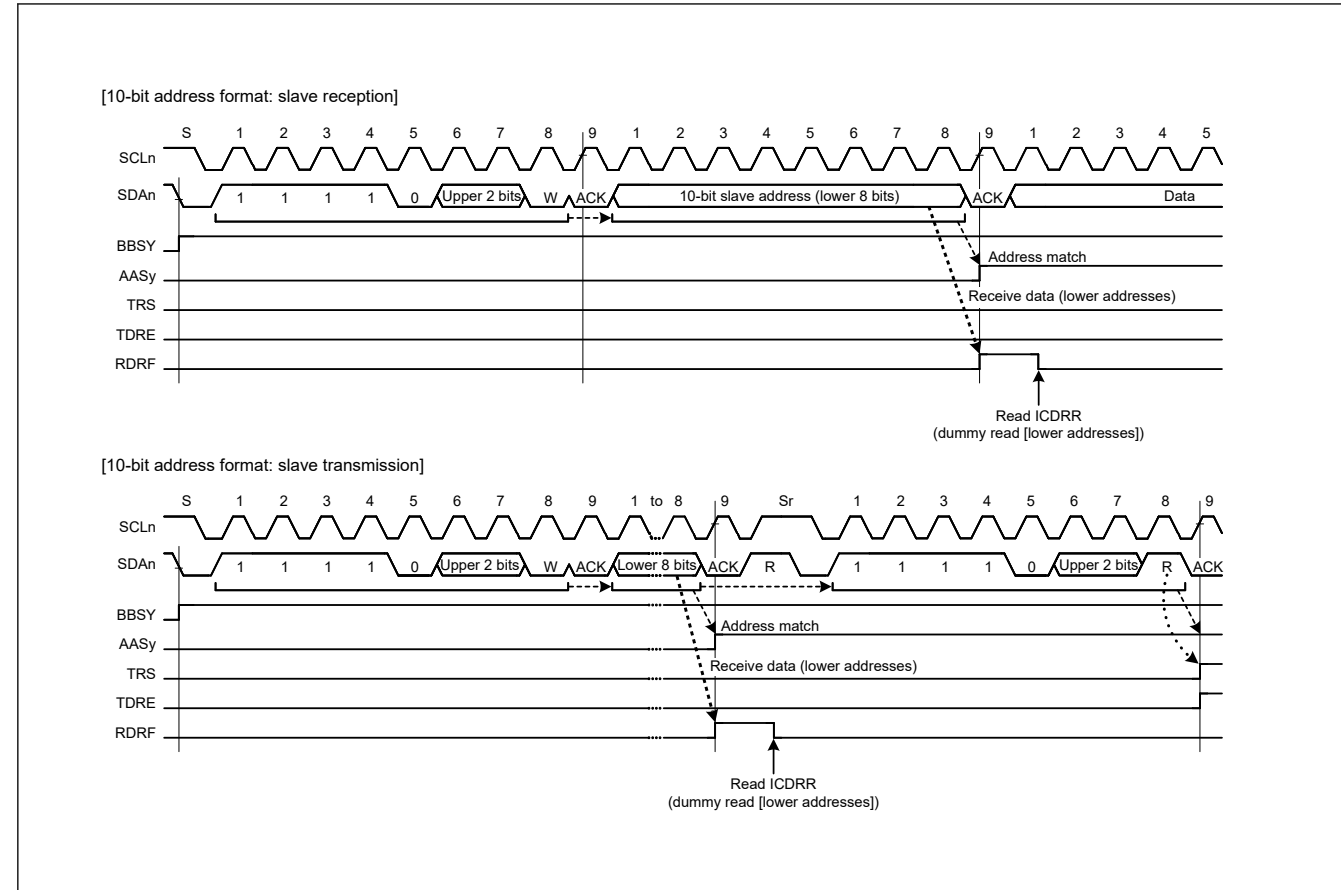 [10-bit address format: slave reception]
S 1 2 3 4 5 6 7 8 9 1 2 3 4 5 6 7 8 9 1 2 3 4 5
SCLn
SDAn 1 1 1 1 0 Upper 2 bits W ACK 10-bit slave address (lower 8 bits) ACK Data
BBSY
Address match
AASy
Receive data (lower addresses)
TRS
TDRE
RDRF
Read ICDRR
(dummy read [lower addresses])
[10-bit address format: slave transmission]
S 1 2 3 4 5 6 7 8 9 1 to 8 9 Sr 1 2 3 4 5 6 7 8 9
SCLn
SDAn 1 1 1 1 0 Upper 2 bits W ACK Lower 8 bits ACK R 1 1 1 1 0 Upper 2 bits R ACK
BBSY
Address match
AASy
Receive data (lower addresses)
TRS
TDRE
RDRF
Read ICDRR
(dummy read [lower addresses])